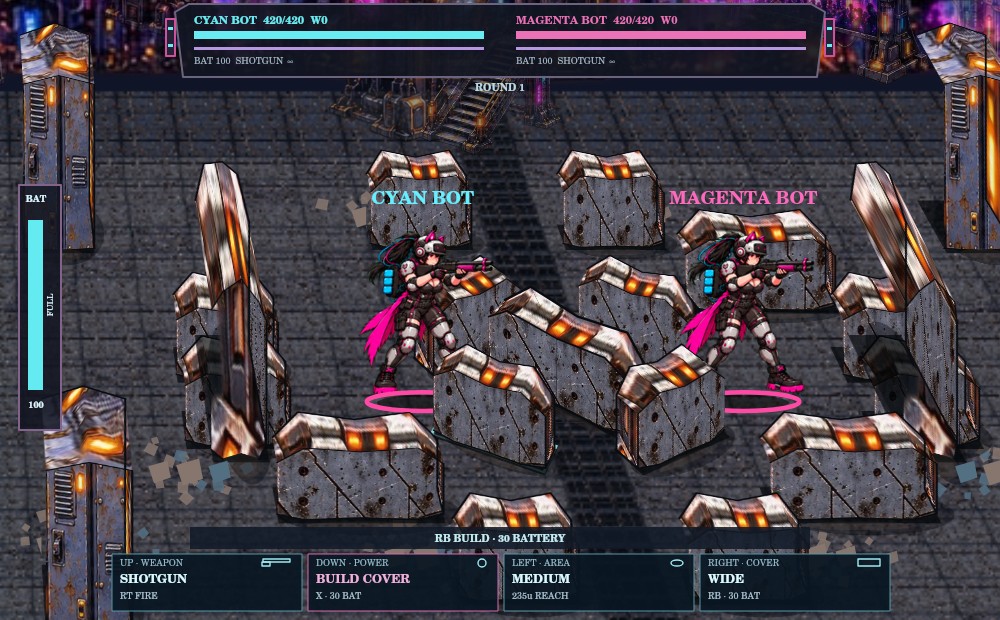 CYAN BOT 420/420 W0
MAGENTA BOT 420/420 W0
BAT 100 SHOTGUN ∞
BAT 100 SHOTGUN ∞
ROUND 1
BAT
FULL
100
CYAN BOT
MAGENTA BOT
RB BUILD · 30 BATTERY
UP · WEAPON
SHOTGUN
RT FIRE
DOWN · POWER
BUILD COVER
X · 30 BAT
LEFT · AREA
MEDIUM
235u REACH
RIGHT · COVER
WIDE
RB · 30 BAT